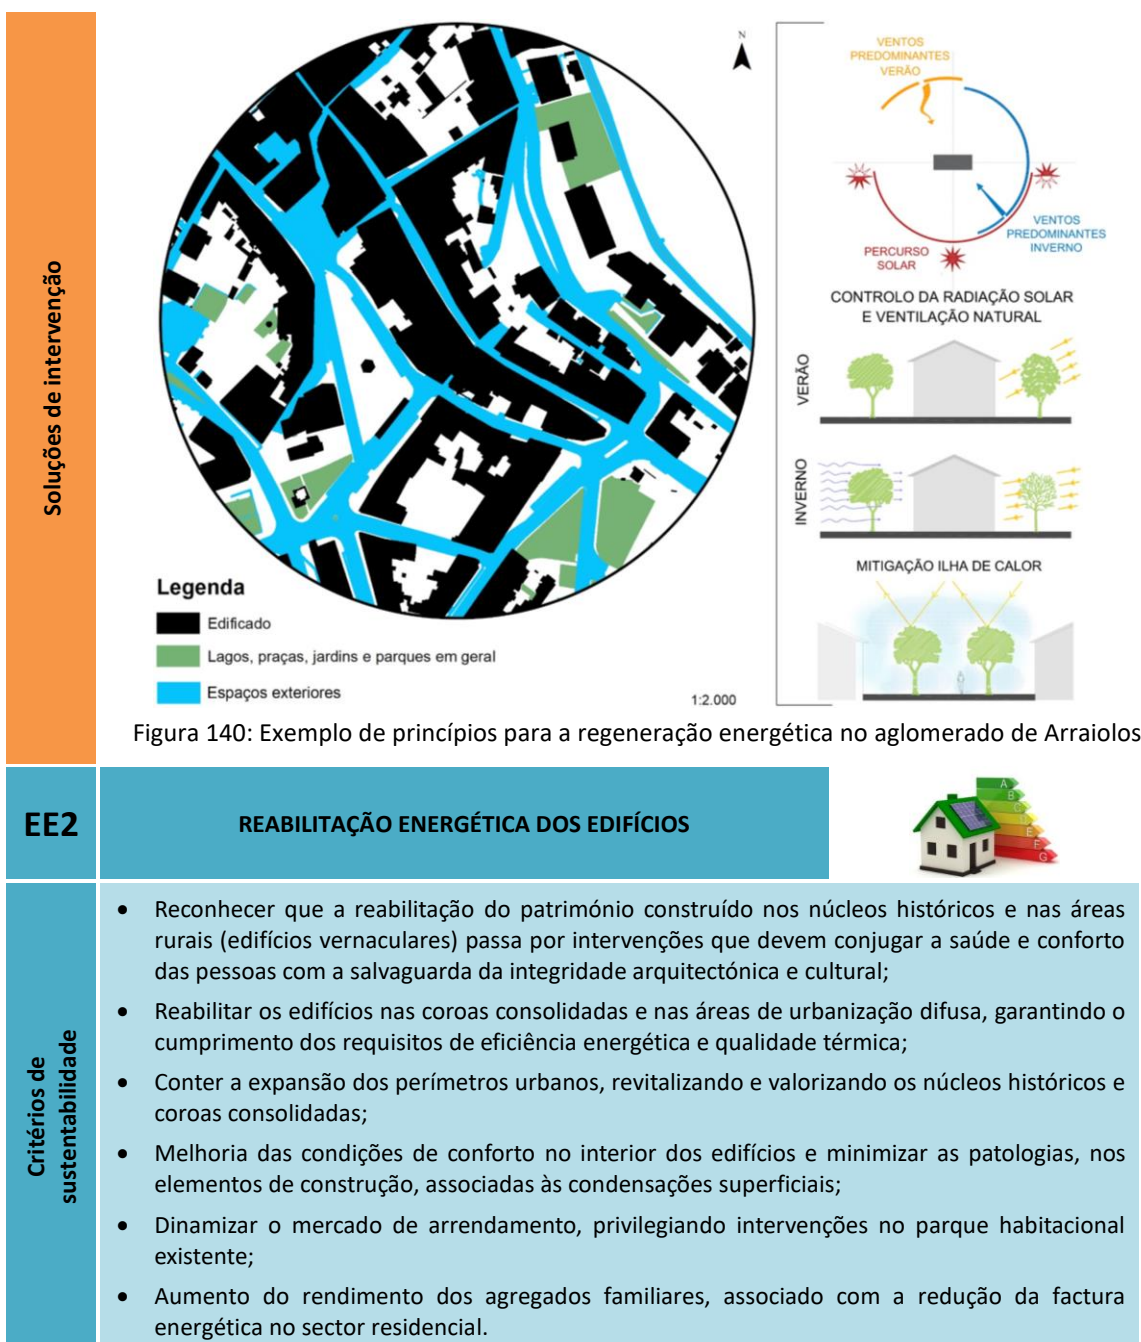 Soluções de intervenção
N
VENTOS
PREDOMINANTES
VERÃO
VENTOS
PREDOMINANTES
INVERNO
PERCURSO
SOLAR
CONTROLO DA RADIAÇÃO SOLAR
E VENTILAÇÃO NATURAL
VERÃO
INVERNO
MITIGAÇÃO ILHA DE CALOR
Legenda
Edificado
Lagos, praças, jardins e parques em geral
Espaços exteriores
1:2.000
Figura 140: Exemplo de princípios para a regeneração energética no aglomerado de Arraiolos
EE2
REABILITAÇÃO ENERGÉTICA DOS EDIFÍCIOS
A
B
C
D
E
F
G
Critérios de
sustentabilidade
• Reconhecer que a reabilitação do património construído nos núcleos históricos e nas áreas
rurais (edifícios vernaculares) passa por intervenções que devem conjugar a saúde e conforto
das pessoas com a salvaguarda da integridade arquitectónica e cultural;
• Reabilitar os edifícios nas coroas consolidadas e nas áreas de urbanização difusa, garantindo o
cumprimento dos requisitos de eficiência energética e qualidade térmica;
• Conter a expansão dos perímetros urbanos, revitalizando e valorizando os núcleos históricos e
coroas consolidadas;
• Melhoria das condições de conforto no interior dos edifícios e minimizar as patologias, nos
elementos de construção, associadas às condensações superficiais;
• Dinamizar o mercado de arrendamento, privilegiando intervenções no parque habitacional
existente;
• Aumento do rendimento dos agregados familiares, associado com a redução da factura
energética no sector residencial.